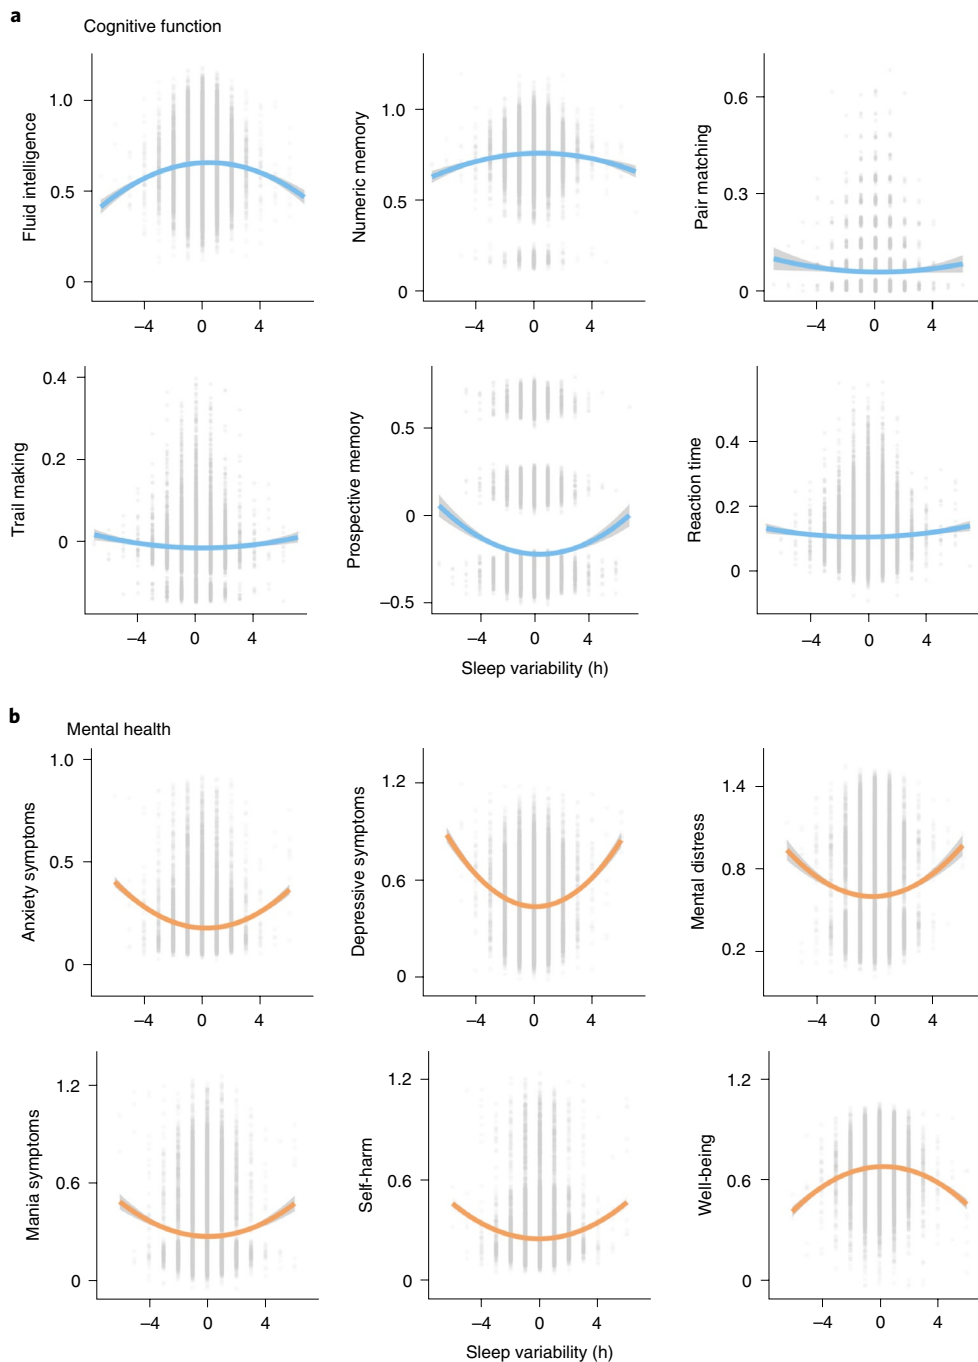 a
Cognitive function
Fluid intelligence
1.0
0.5
0
–4 0 4
Numeric memory
1.0
0.5
0
–4 0 4
Pair matching
0.6
0.3
0
–4 0 4
Trail making
0.4
0.2
0
–4 0 4
Prospective memory
0.5
0
–0.5
–4 0 4
Reaction time
0.4
0.2
0
–4 0 4
Sleep variability (h)
b
Mental health
Anxiety symptoms
1.0
0.5
0
–4 0 4
Depressive symptoms
1.2
0.6
0
–4 0 4
Mental distress
1.4
0.8
0.2
–4 0 4
Mania symptoms
1.2
0.6
0
–4 0 4
Self-harm
1.2
0.6
0
–4 0 4
Well-being
1.2
0.6
0
–4 0 4
Sleep variability (h)